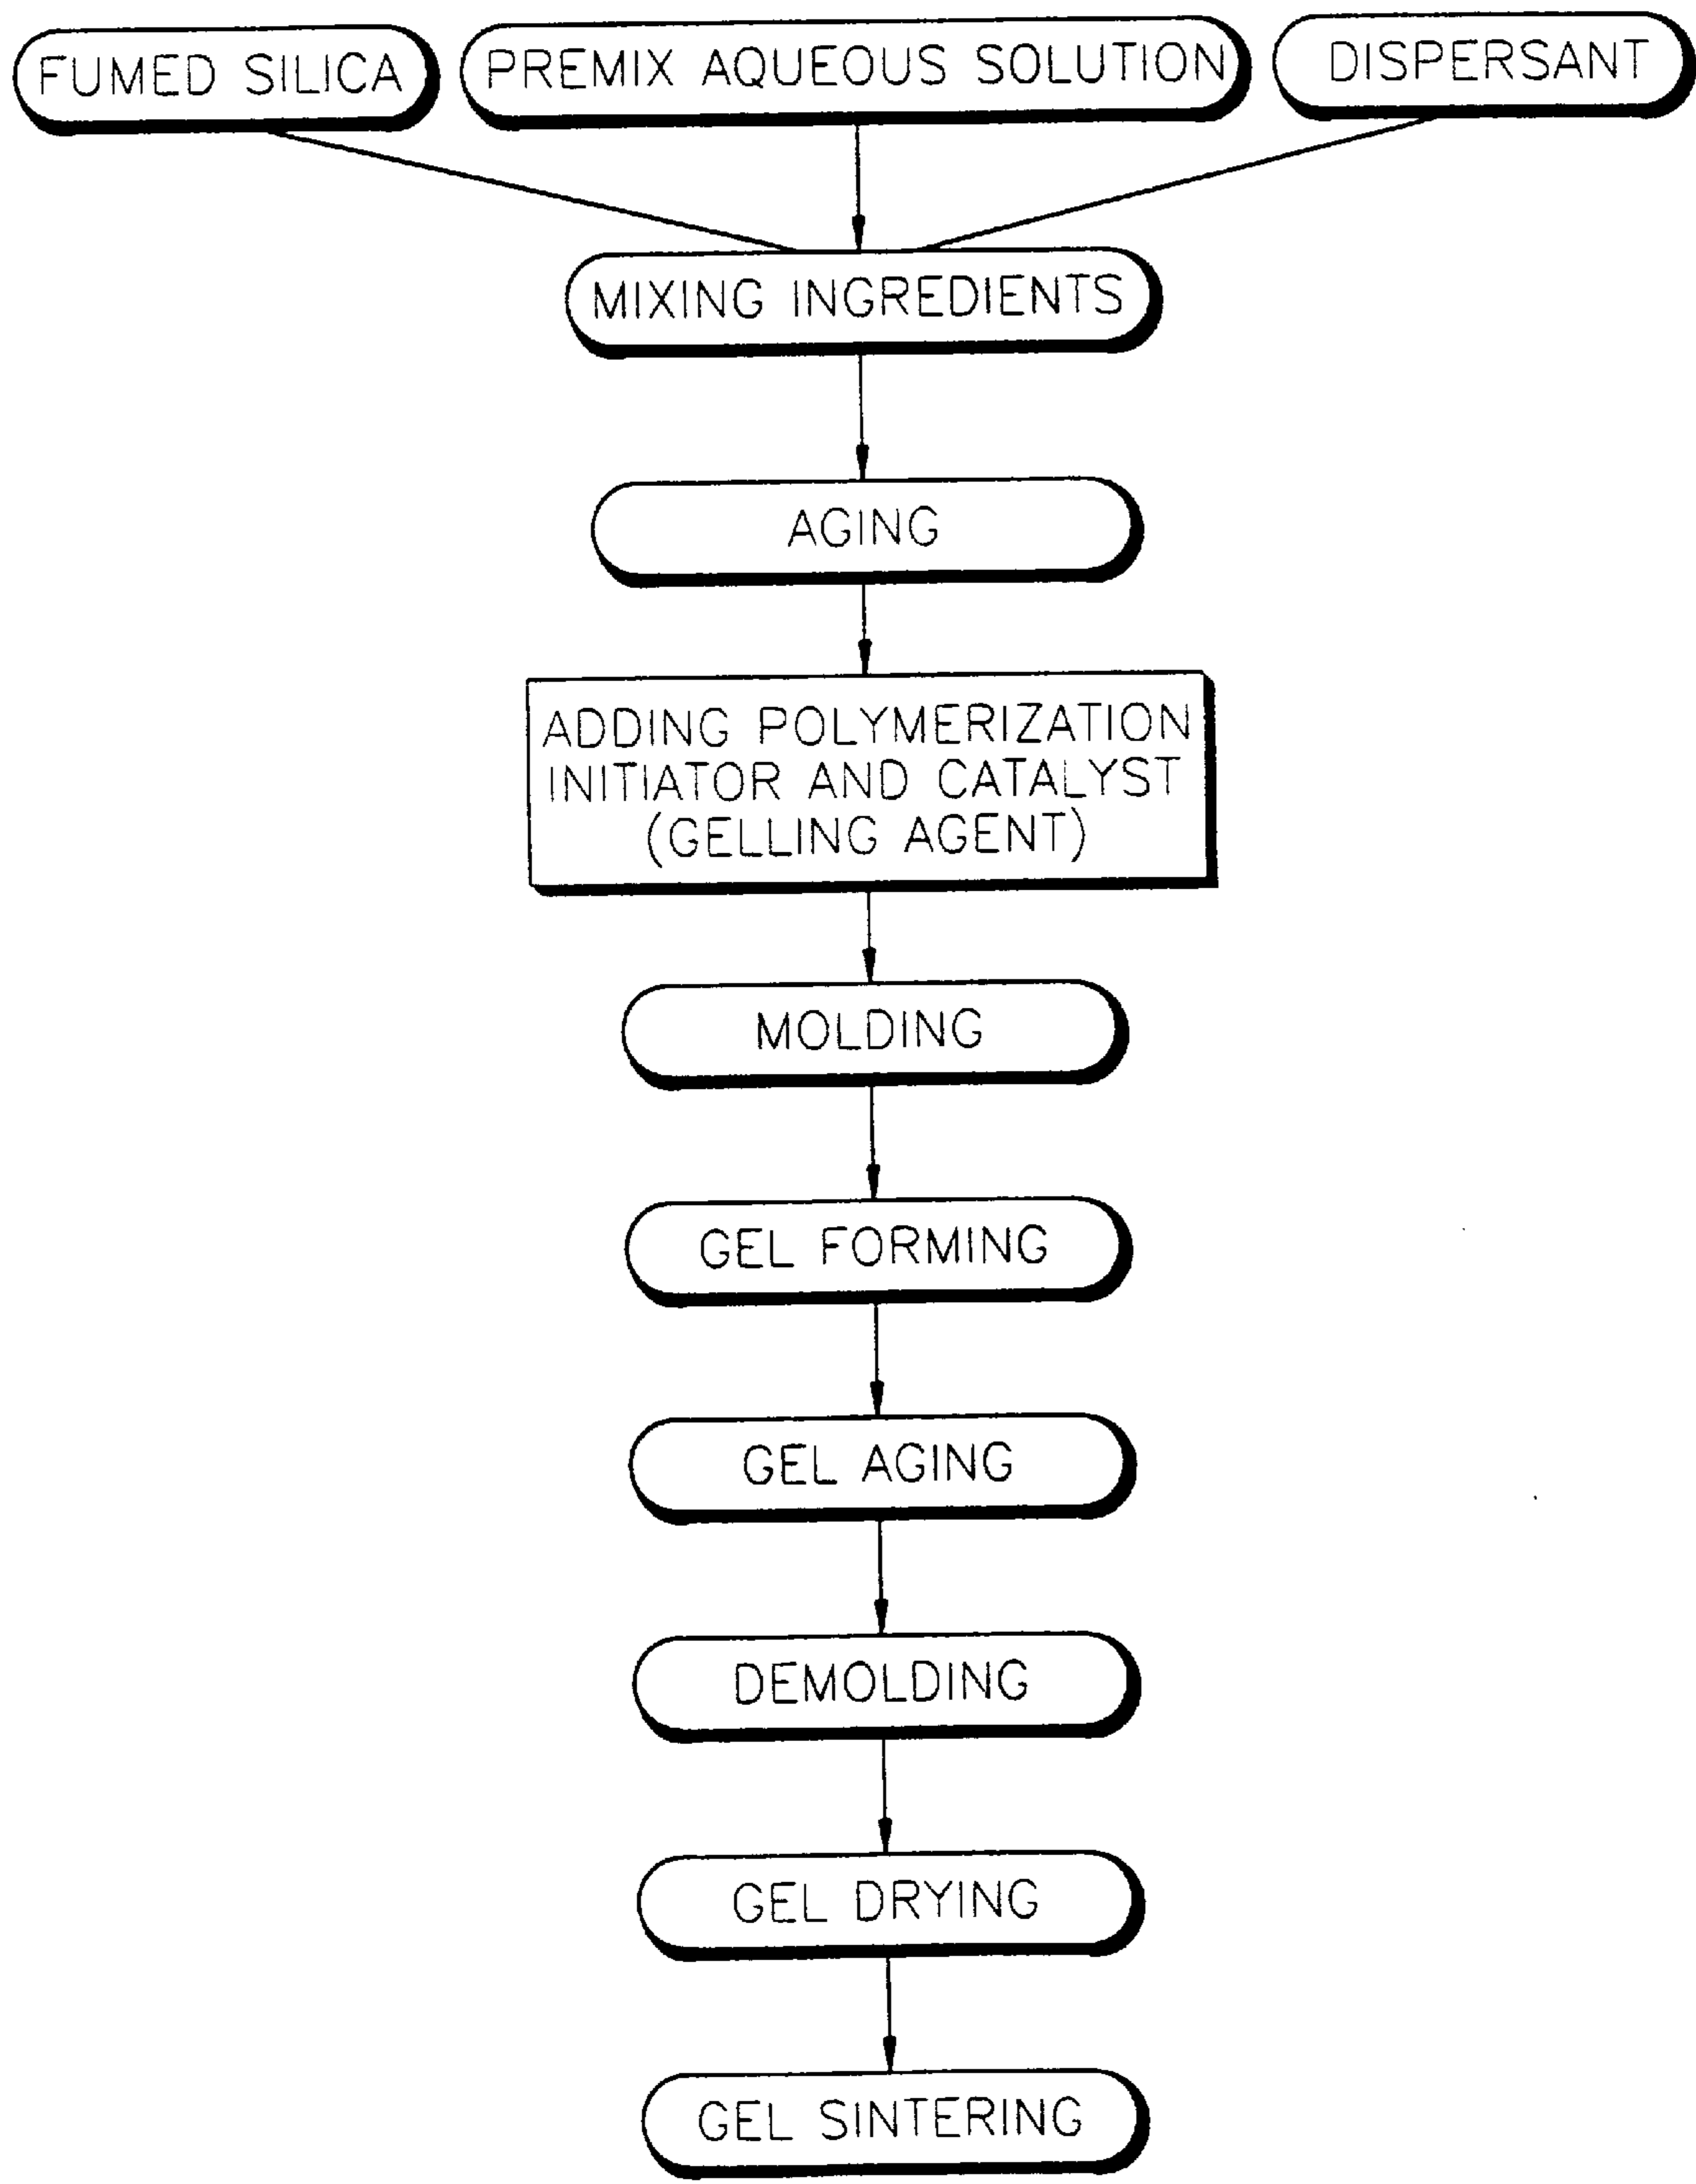 FUMED SILICA
PREMIX AQUEOUS SOLUTION
DISPERSANT
MIXING INGREDIENTS
AGING
ADDING POLYMERIZATION
INITIATOR AND CATALYST
(GELLING AGENT)
MOLDING
GEL FORMING
GEL AGING
DEMOLDING
GEL DRYING
GEL SINTERING